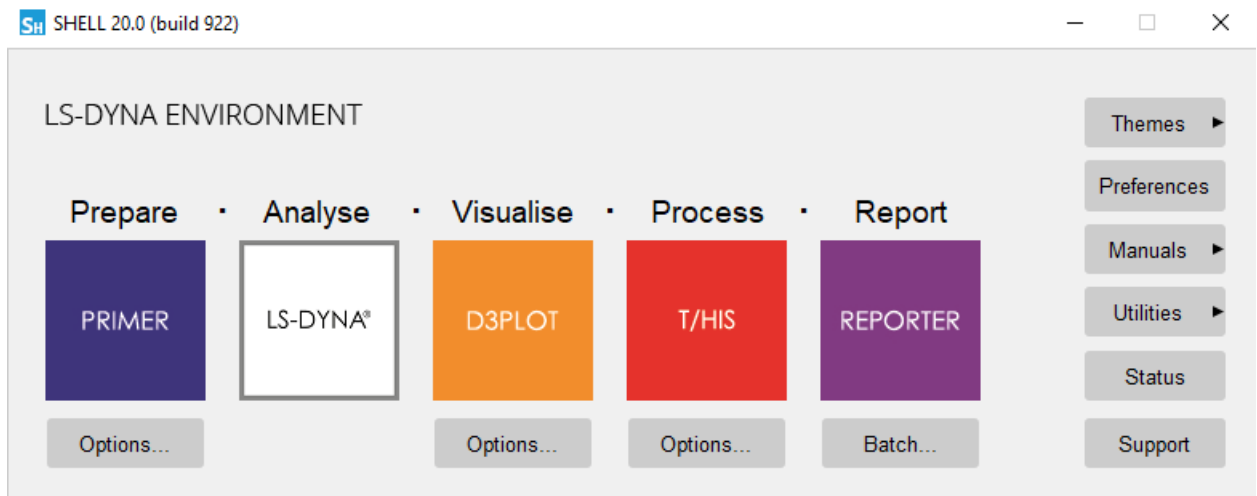 SH SHELL 20.0 (build 922)
LS-DYNA ENVIRONMENT
Prepare · Analyse · Visualise · Process · Report
PRIMER LS-DYNA® D3PLOT T/HIS REPORTER
Options... Options... Options... Batch...
Themes
Preferences
Manuals
Utilities
Status
Support